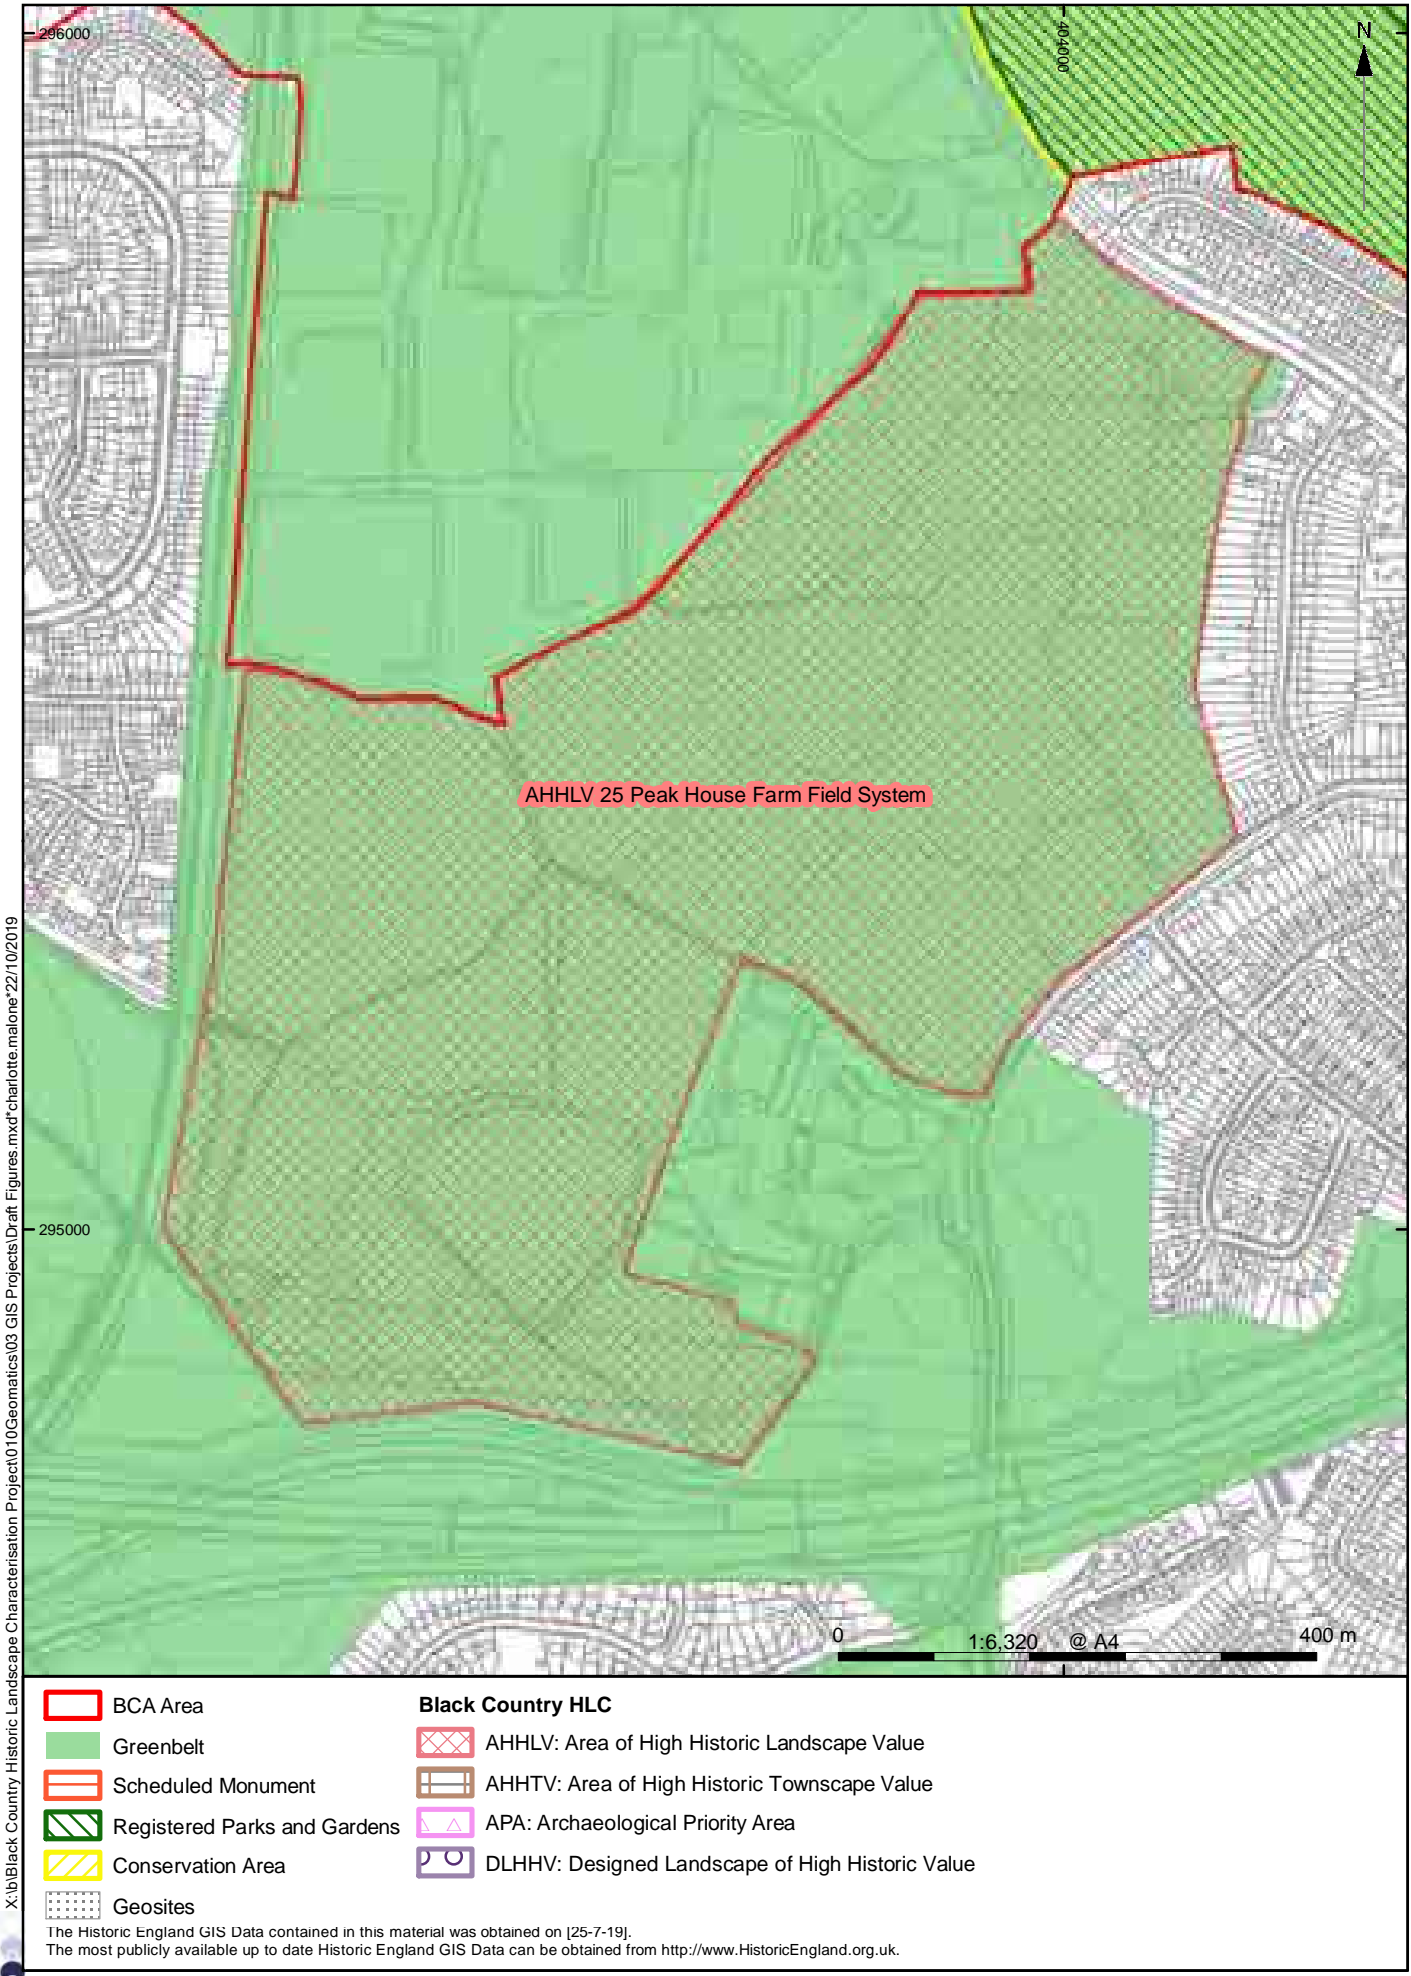 296000
404000
N
AHHLV 25 Peak House Farm Field System
295000
0
1:6,320 @ A4
400 m
X:\b\Black Country Historic Landscape Characterisation Project\010Geomatics\03 GIS Projects\Draft Figures.mxd*charlotte.malone*22/10/2019
BCA Area
Greenbelt
Scheduled Monument
Registered Parks and Gardens
Conservation Area
Geosites
Black Country HLC
AHHLV: Area of High Historic Landscape Value
AHHTV: Area of High Historic Townscape Value
APA: Archaeological Priority Area
DLHHV: Designed Landscape of High Historic Value
The Historic England GIS Data contained in this material was obtained on [25-7-19].
The most publicly available up to date Historic England GIS Data can be obtained from http://www.HistoricEngland.org.uk.